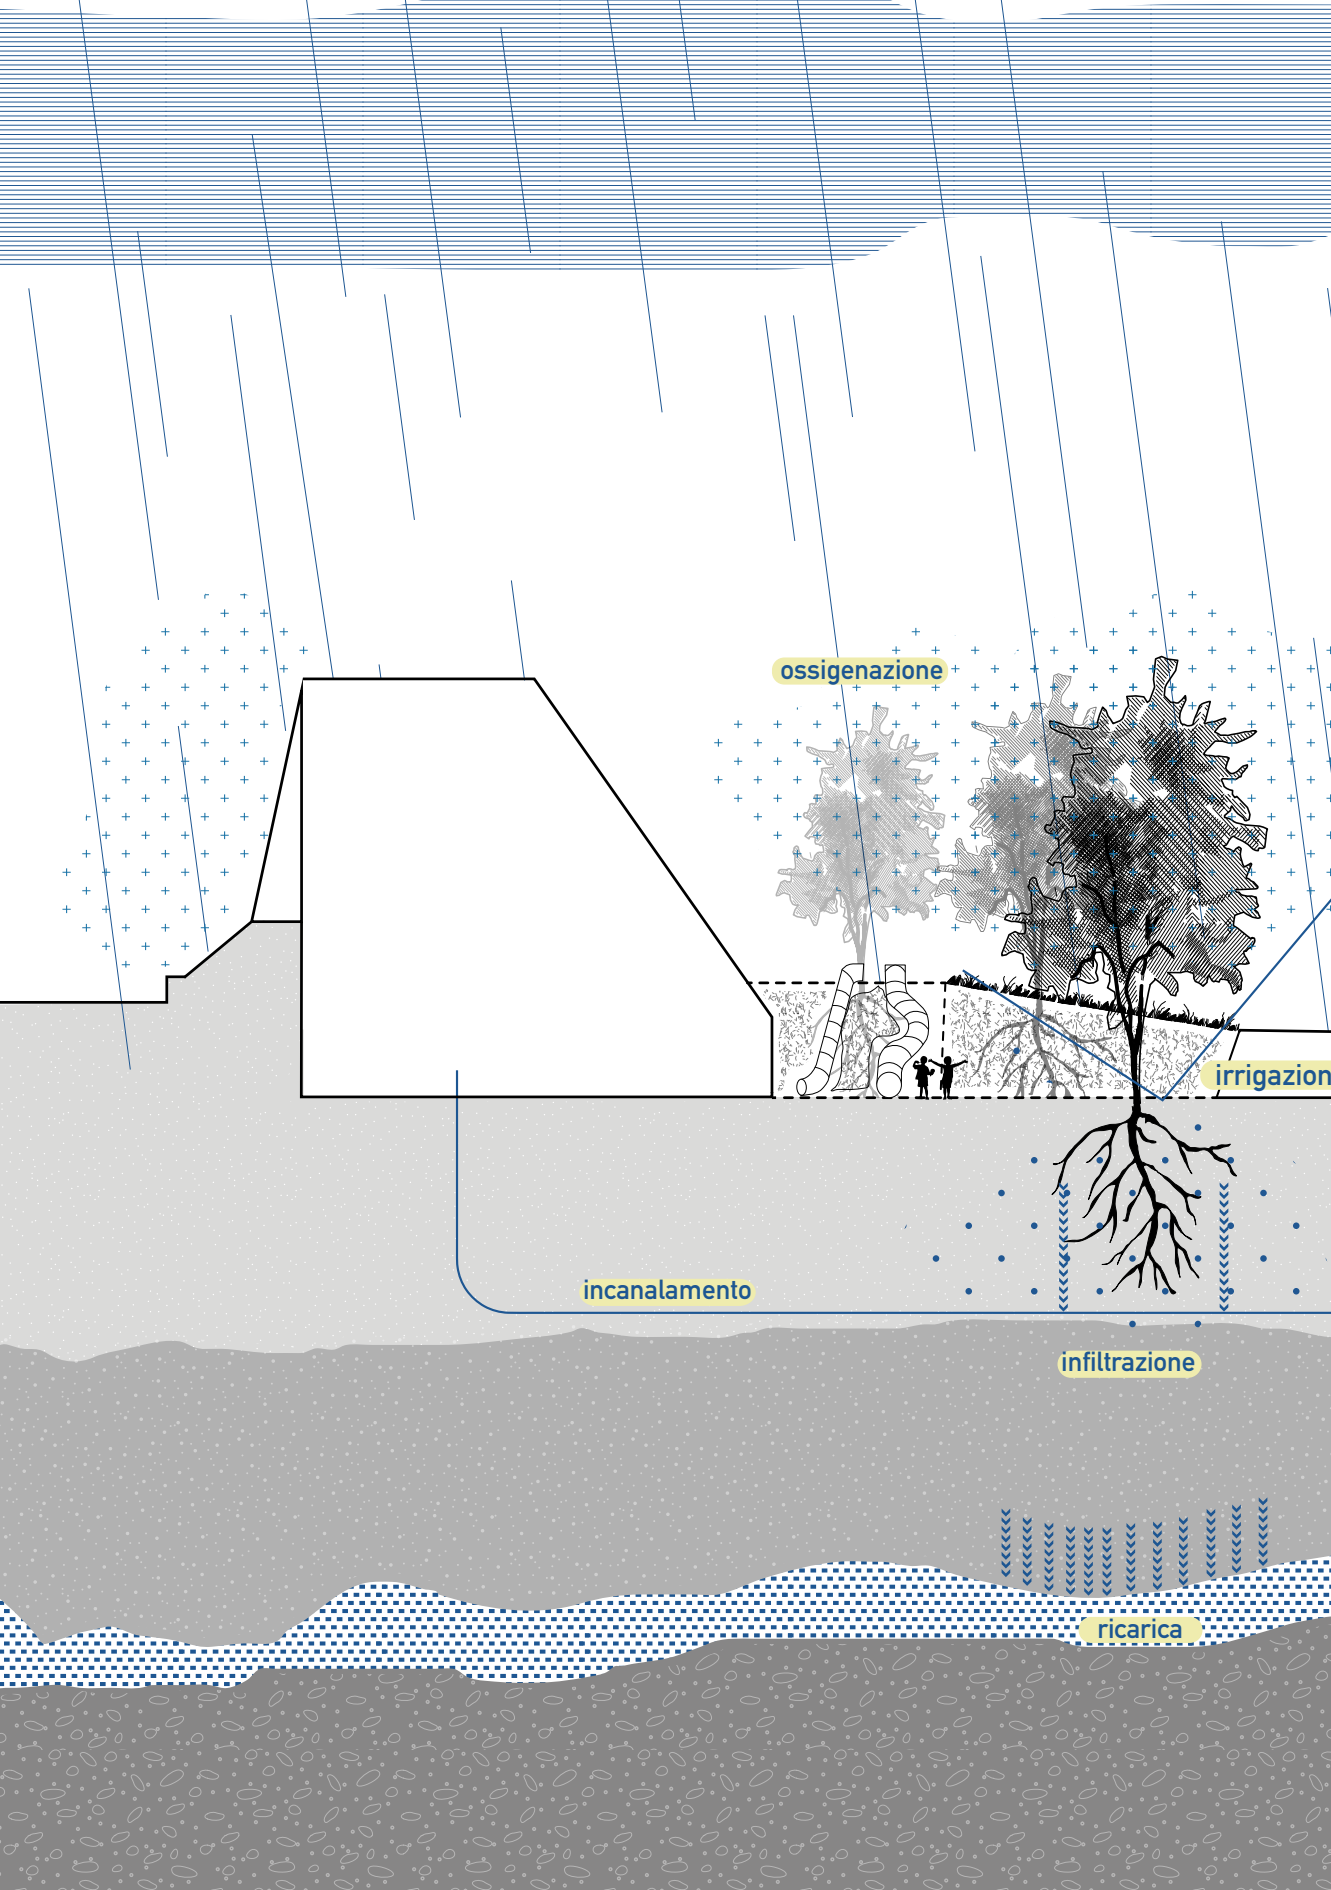 ossigenazione
irrigazion
incanalamento
infiltrazione
ricarica